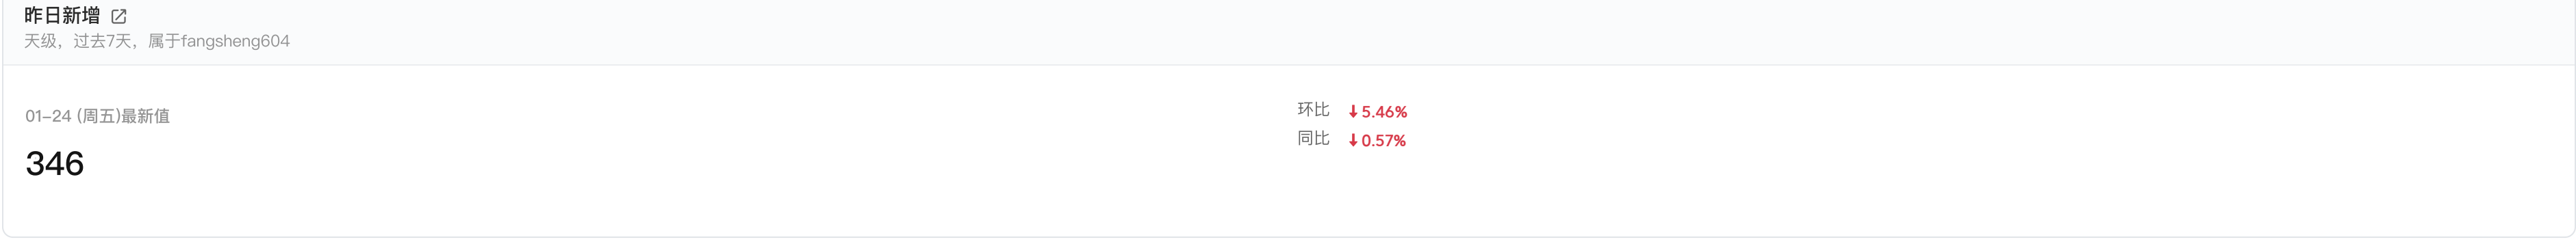 昨日新增
天级，过去7天，属于fangsheng604
01-24 (周五)最新值
346
环比 ↓5.46%
同比 ↓0.57%